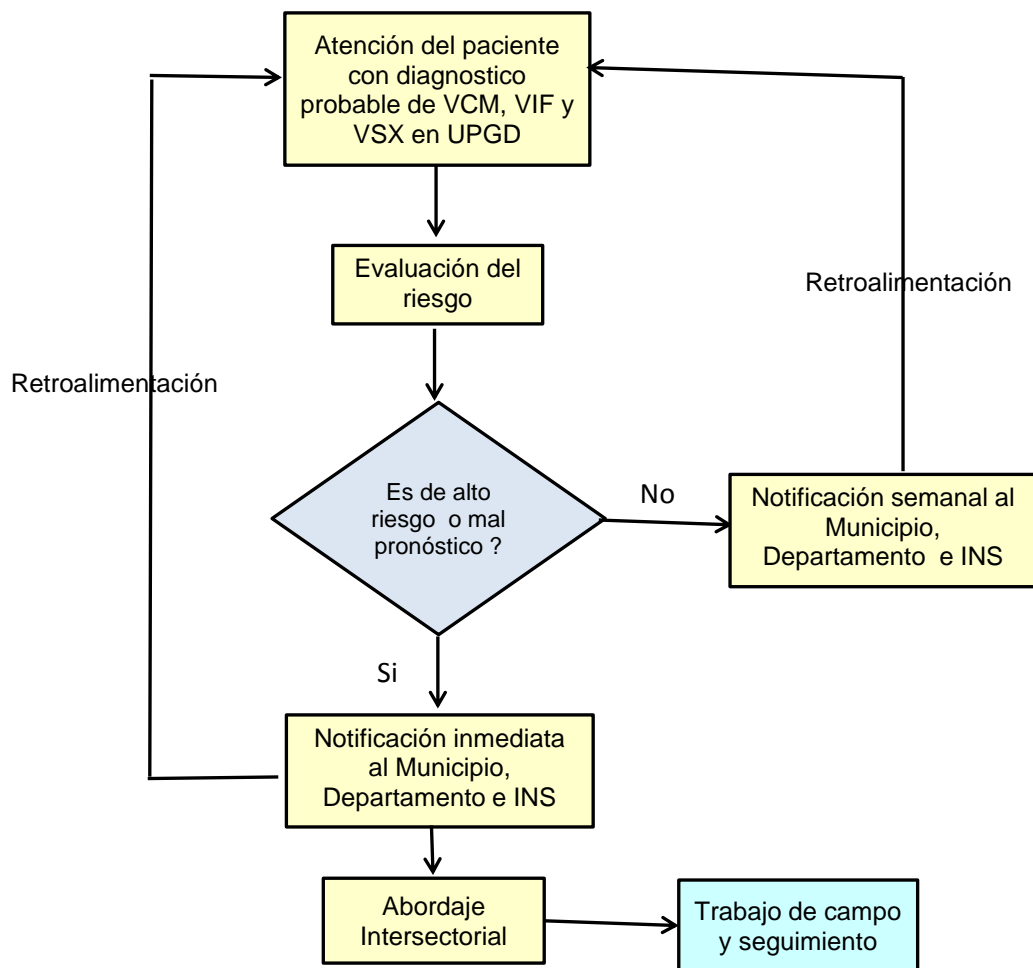 Atención del paciente
con diagnostico
probable de VCM, VIF y
VSX en UPGD
Evaluación del
riesgo
Retroalimentación
Retroalimentación
Es de alto
riesgo o mal
pronóstico ?
No
Notificación semanal al
Municipio,
Departamento e INS
Si
Notificación inmediata
al Municipio,
Departamento e INS
Abordaje
Intersectorial
Trabajo de campo
y seguimiento